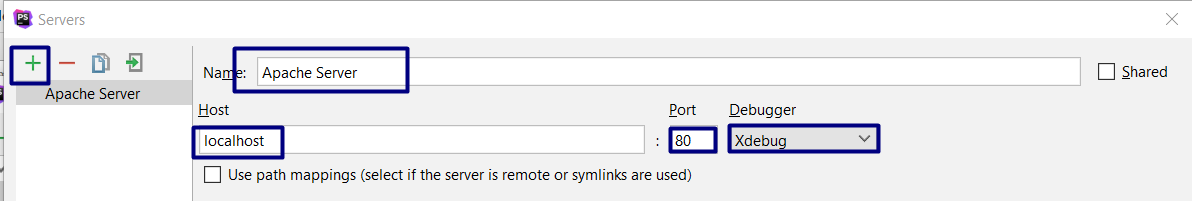 PS Servers
Name: Apache Server Shared
Apache Server
Host Port Debugger
localhost : 80 Xdebug
Use path mappings (select if the server is remote or symlinks are used)